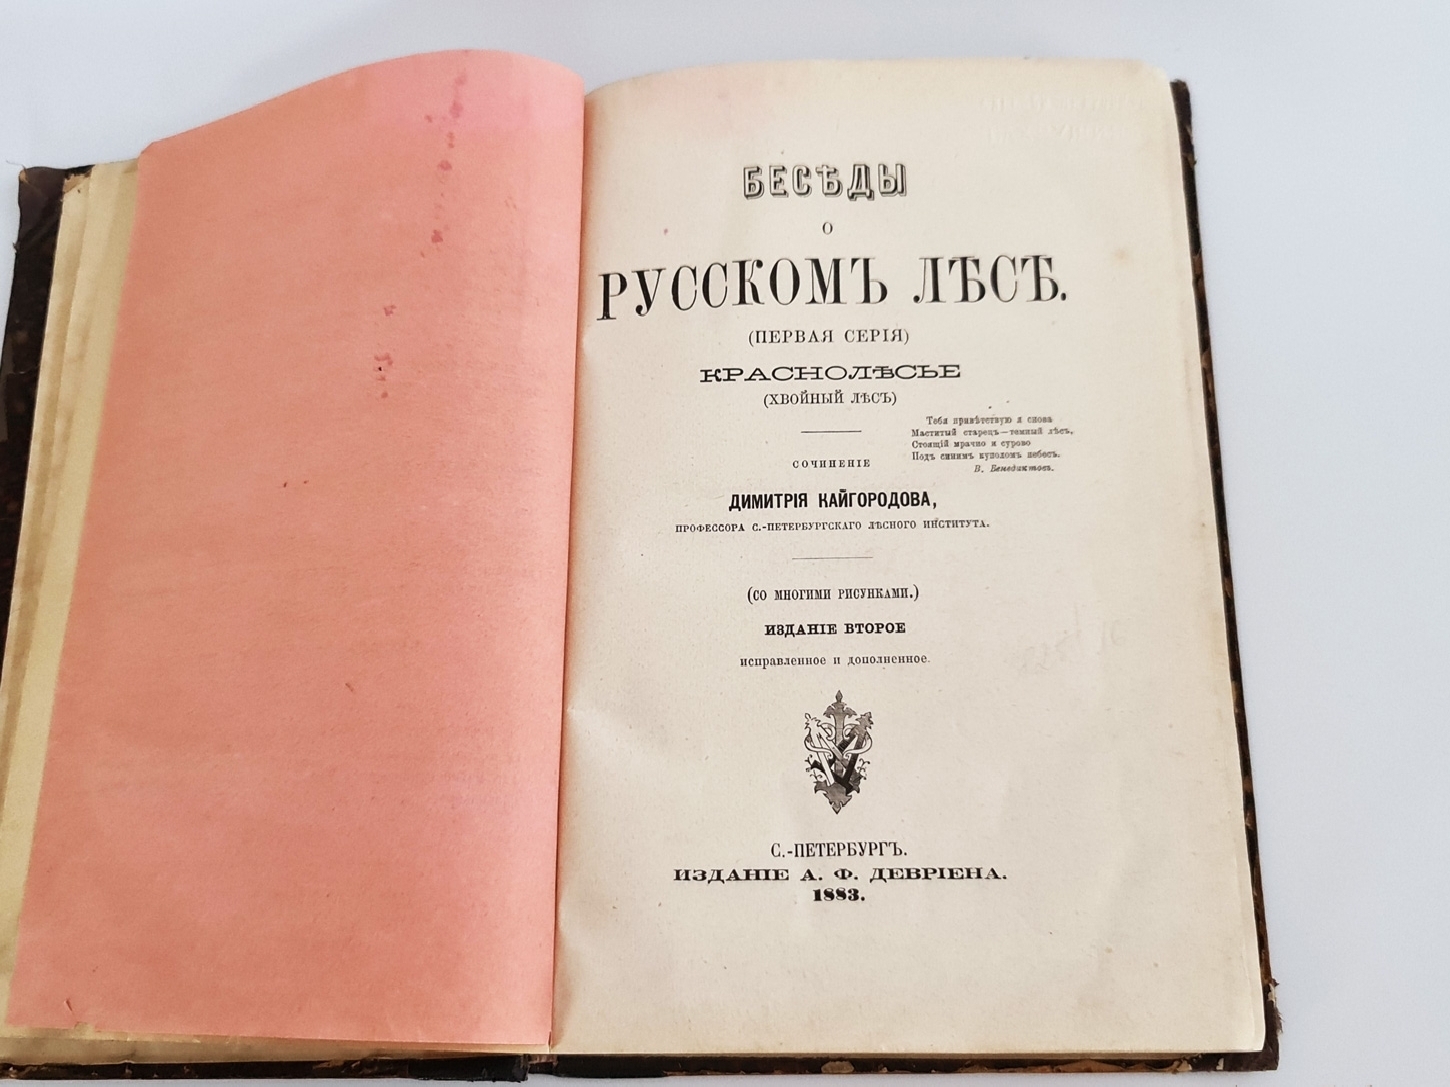 БЕСѢДЫ
О
РУССКОМЪ ЛѢСѢ.
(ПЕРВАЯ СЕРІЯ)
КРАСНОЛѢСЬЕ
(ХВОЙНЫЙ ЛѢСЪ)
Тебя привѣтствую я снова
Маститый старецъ—темный лѣсъ,
Стоящій мрачно и сурово
Подъ синимъ куполомъ небесъ.
В. Бенедиктовъ.
СОЧИНЕНІЕ
ДИМИТРІЯ КАЙГОРОДОВА,
ПРОФЕССОРА С.-ПЕТЕРБУРГСКАГО ЛѢСНОГО ИНСТИТУТА.
(СО МНОГИМИ РИСУНКАМИ.)
ИЗДАНІЕ ВТОРОЕ
исправленное и дополненное.
С.-ПЕТЕРБУРГЪ.
ИЗДАНІЕ А. Ф. ДЕВРІЕНА.
1883.